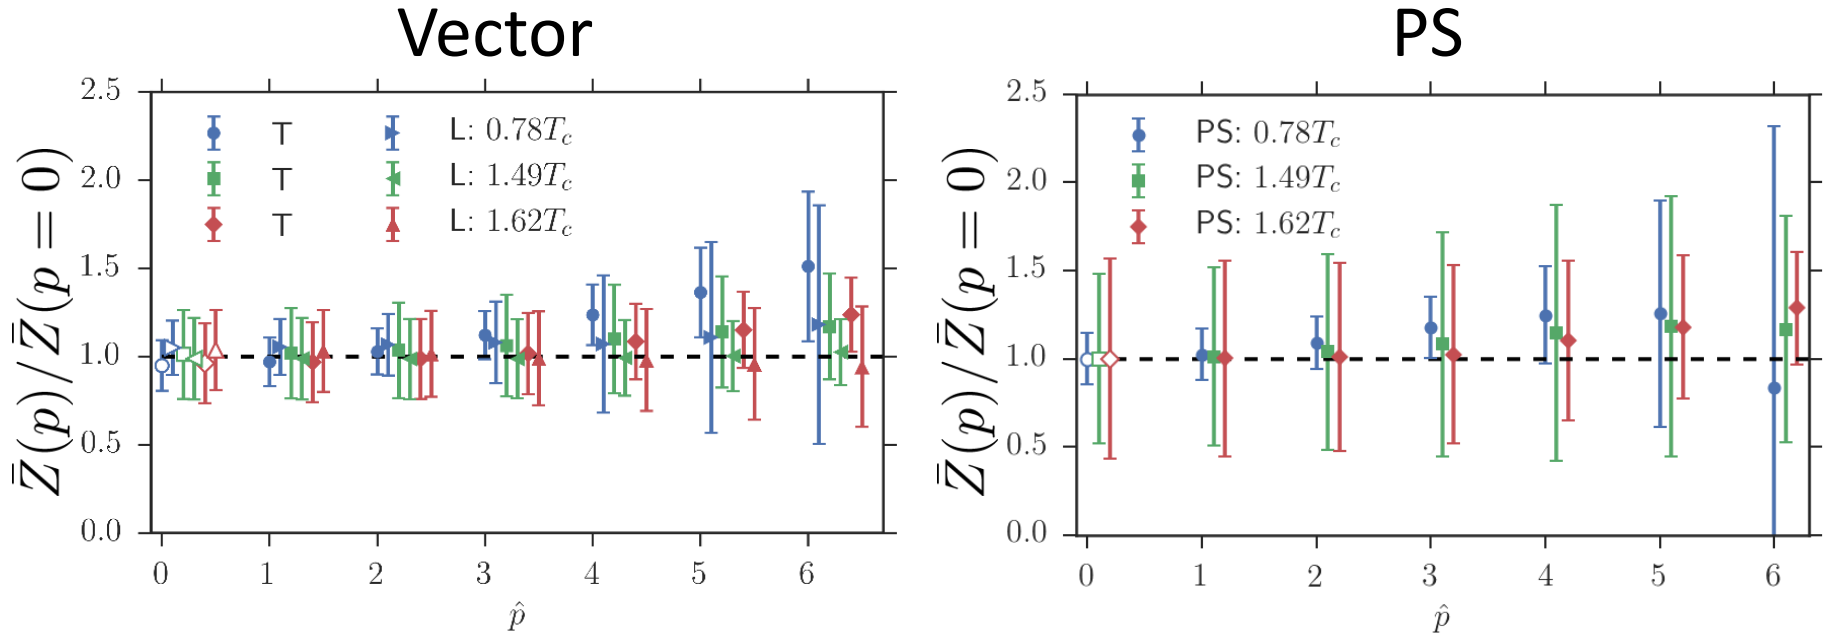 Vector
PS
2.5
2.0
1.5
1.0
0.5
0.0
Z̄(p)/Z̄(p = 0)
T L: 0.78T_c
T L: 1.49T_c
T L: 1.62T_c
0 1 2 3 4 5 6
p̂
2.5
2.0
1.5
1.0
0.5
0.0
Z̄(p)/Z̄(p = 0)
PS: 0.78T_c
PS: 1.49T_c
PS: 1.62T_c
0 1 2 3 4 5 6
p̂